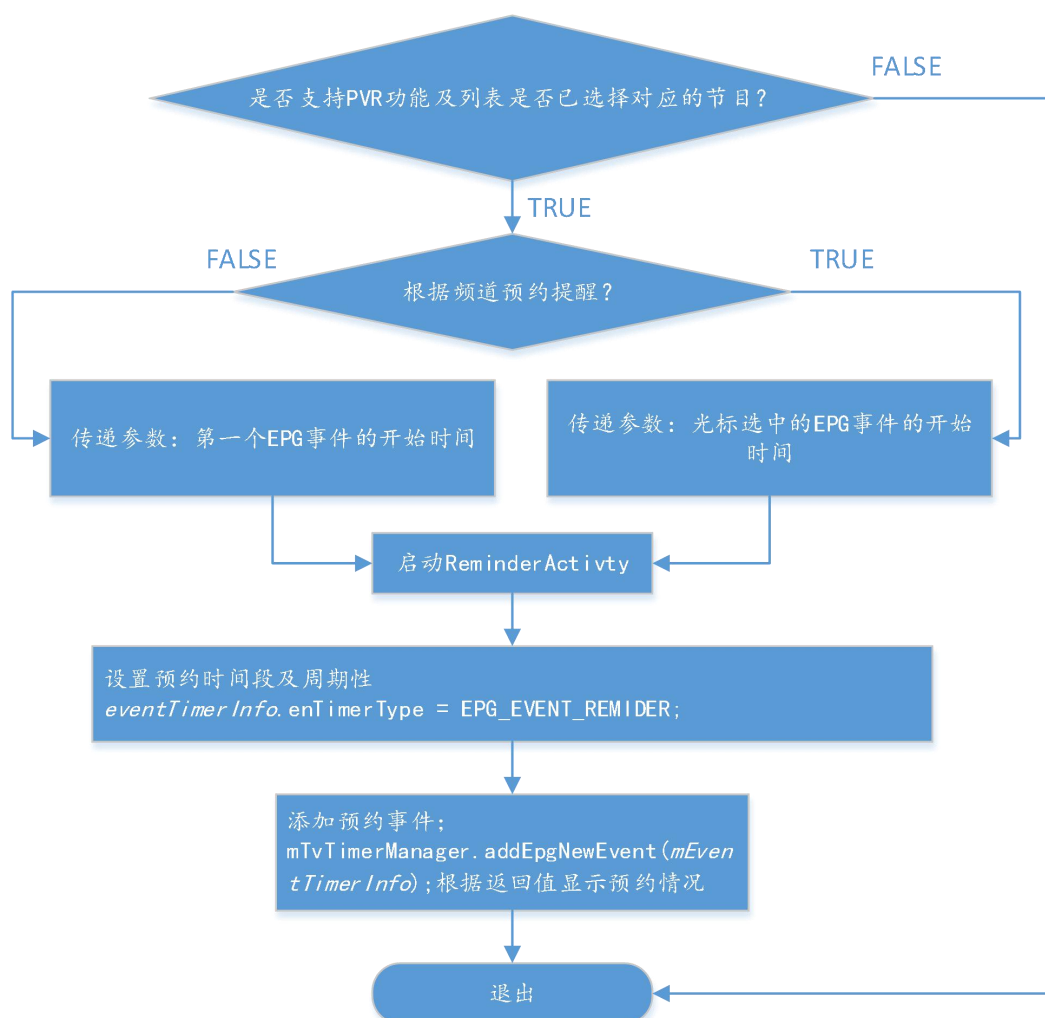 是否支持PVR功能及列表是否已选择对应的节目?
FALSE
TRUE
FALSE
TRUE
根据频道预约提醒?
传递参数: 第一个EPG事件的开始时间
传递参数: 光标选中的EPG事件的开始
时间
启动ReminderActivty
设置预约时间段及周期性
eventTimerInfo.enTimerType = EPG_EVENT_REMIDER;
添加预约事件;
mTvTimerManager.addEpgNewEvent(mEven
tTimerInfo);根据返回值显示预约情况
退出